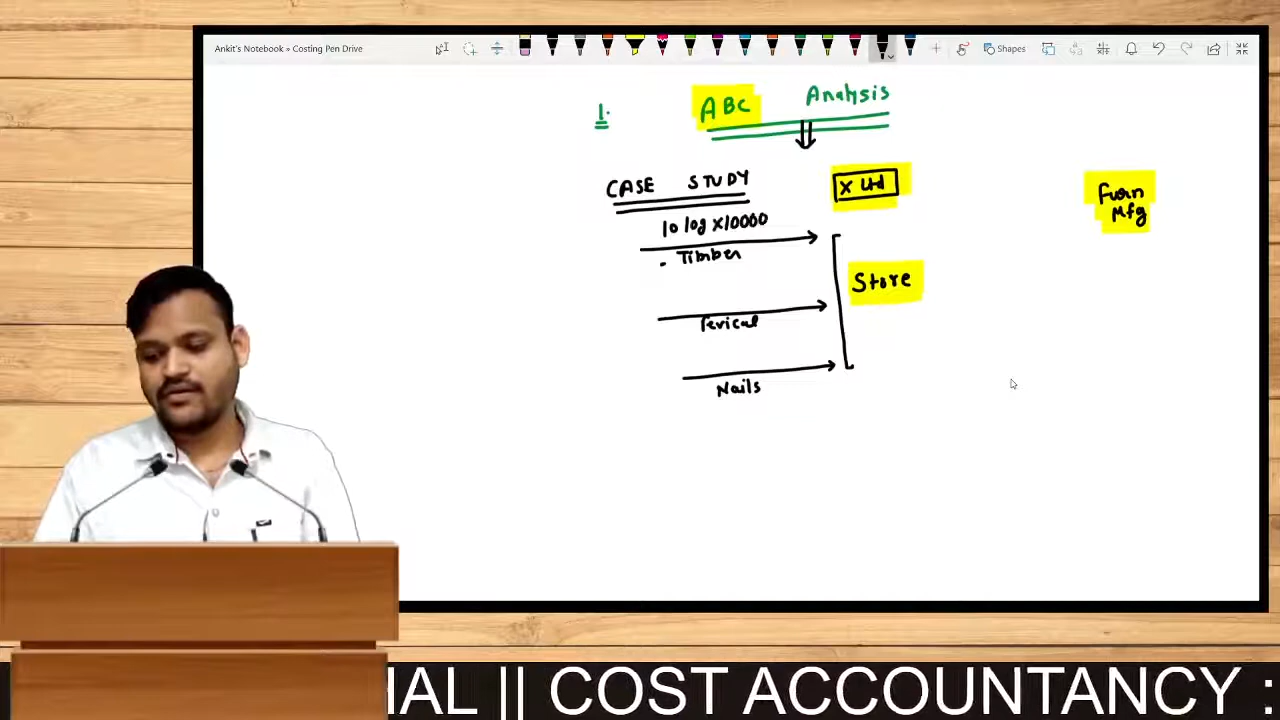 Ankit's Notebook » Costing Pen Drive
Shapes
1.
ABC Analysis
CASE STUDY
X Ltd
Furn
Mfg
10 log x10000
Timber
Store
Fevical
Nails
IAL || COST ACCOUNTANCY :